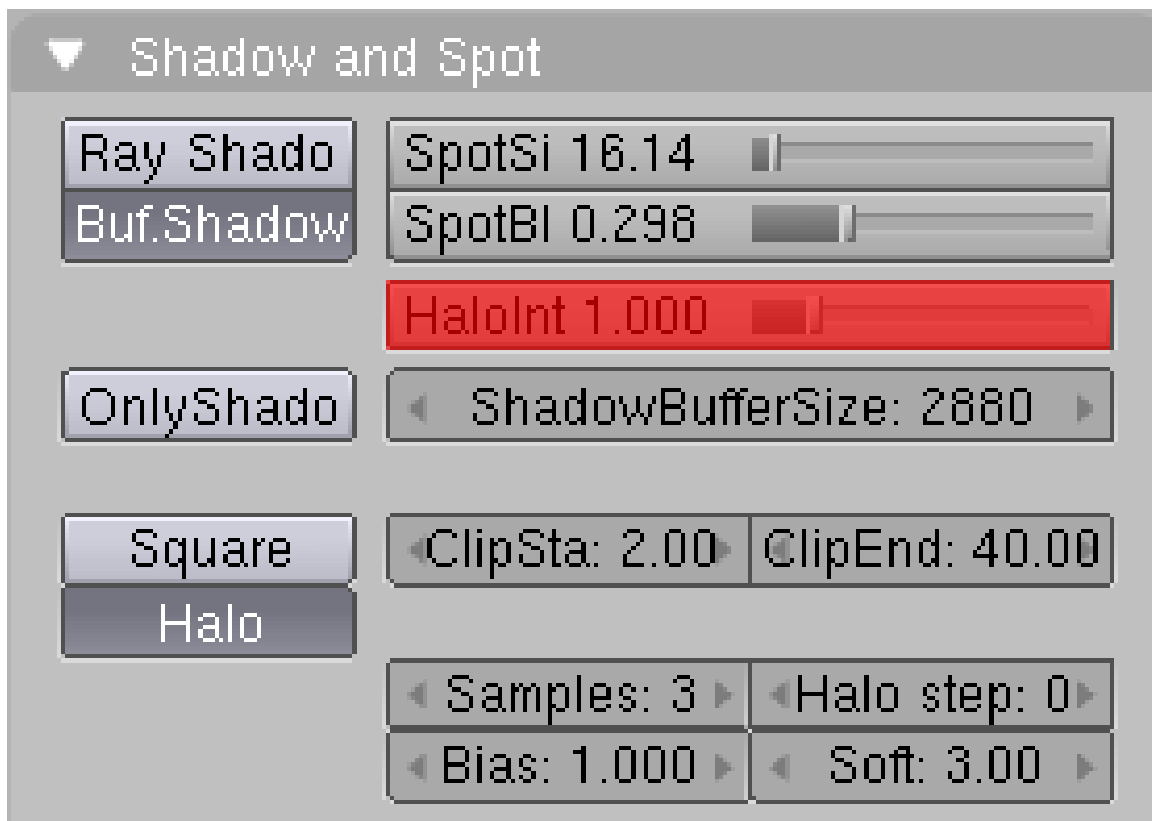 Shadow and Spot
Ray Shado SpotSi 16.14
Buf.Shadow SpotBl 0.298
HaloInt 1.000
OnlyShado ShadowBufferSize: 2880
Square ClipSta: 2.00 ClipEnd: 40.00
Halo
Samples: 3 Halo step: 0
Bias: 1.000 Soft: 3.00